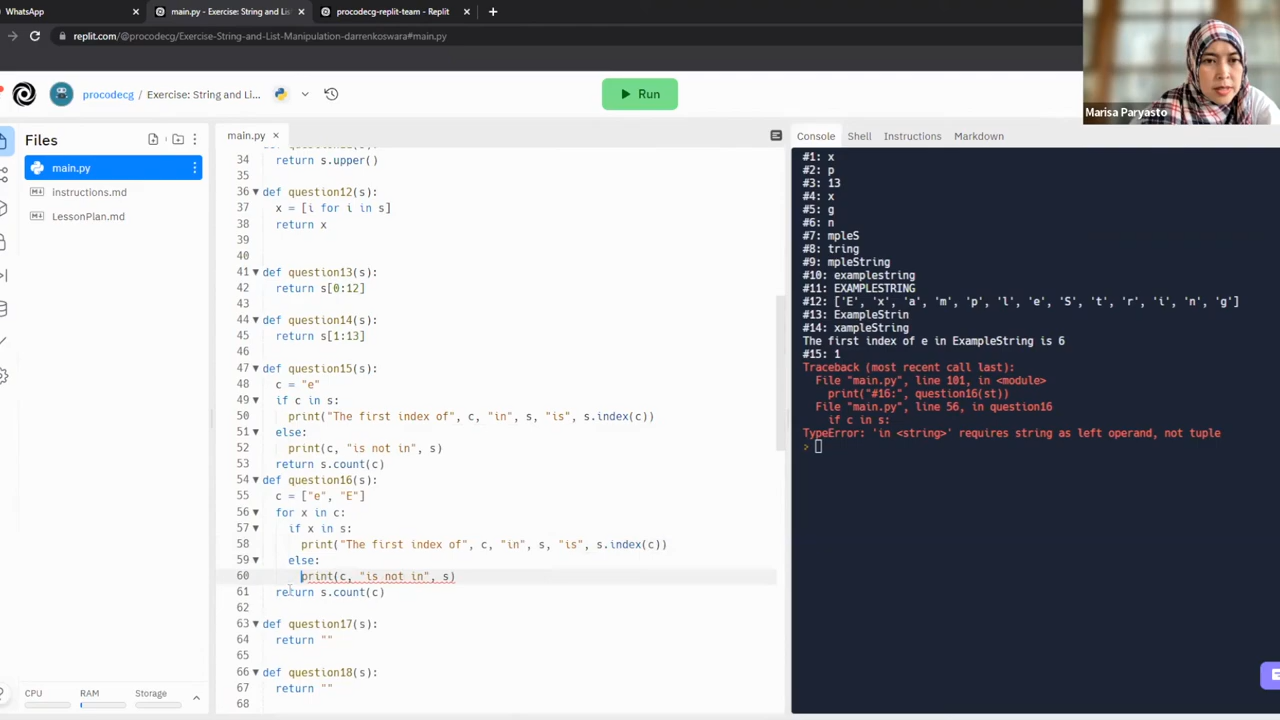 WhatsApp
main.py - Exercise: String and Lis
procodecg-replit-team - Replit
replit.com/@procodecg/Exercise-String-and-List-Manipulation-darrenkoswara#main.py
Marisa Paryasto
procodecg / Exercise: String and Li...
Run
Files
main.py
instructions.md
LessonPlan.md
CPU RAM Storage
main.py
34 return s.upper()
35
36 def question12(s):
37 x = [i for i in s]
38 return x
39
40
41 def question13(s):
42 return s[0:12]
43
44 def question14(s):
45 return s[1:13]
46
47 def question15(s):
48 c = "e"
49 if c in s:
50 print("The first index of", c, "in", s, "is", s.index(c))
51 else:
52 print(c, "is not in", s)
53 return s.count(c)
54 def question16(s):
55 c = ["e", "E"]
56 for x in c:
57 if x in s:
58 print("The first index of", c, "in", s, "is", s.index(c))
59 else:
60 print(c, "is not in", s)
61 return s.count(c)
62
63 def question17(s):
64 return ""
65
66 def question18(s):
67 return ""
68
Console Shell Instructions Markdown
#1: x
#2: p
#3: 13
#4: x
#5: g
#6: n
#7: mpleS
#8: tring
#9: mpleString
#10: examplestring
#11: EXAMPLESTRING
#12: ['E', 'x', 'a', 'm', 'p', 'l', 'e', 'S', 't', 'r', 'i', 'n', 'g']
#13: ExampleStrin
#14: xampleString
The first index of e in ExampleString is 6
#15: 1
Traceback (most recent call last):
File "main.py", line 101, in <module>
print("#16:", question16(st))
File "main.py", line 56, in question16
if c in s:
TypeError: 'in <string>' requires string as left operand, not tuple
>